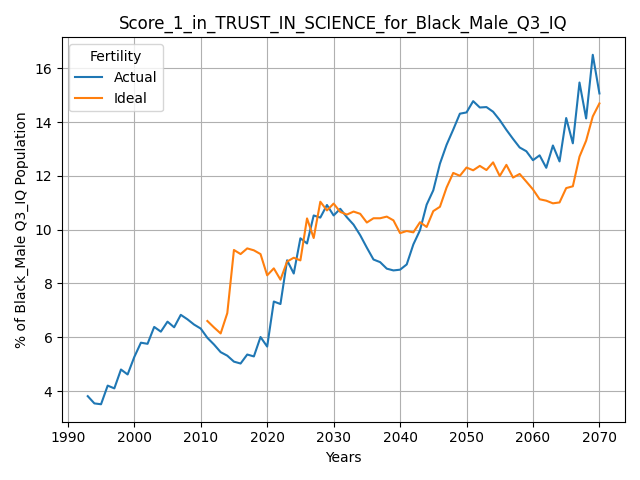 Score_1_in_TRUST_IN_SCIENCE_for_Black_Male_Q3_IQ
Fertility
Actual
Ideal
% of Black_Male Q3_IQ Population
16
14
12
10
8
6
4
1990 2000 2010 2020 2030 2040 2050 2060 2070
Years